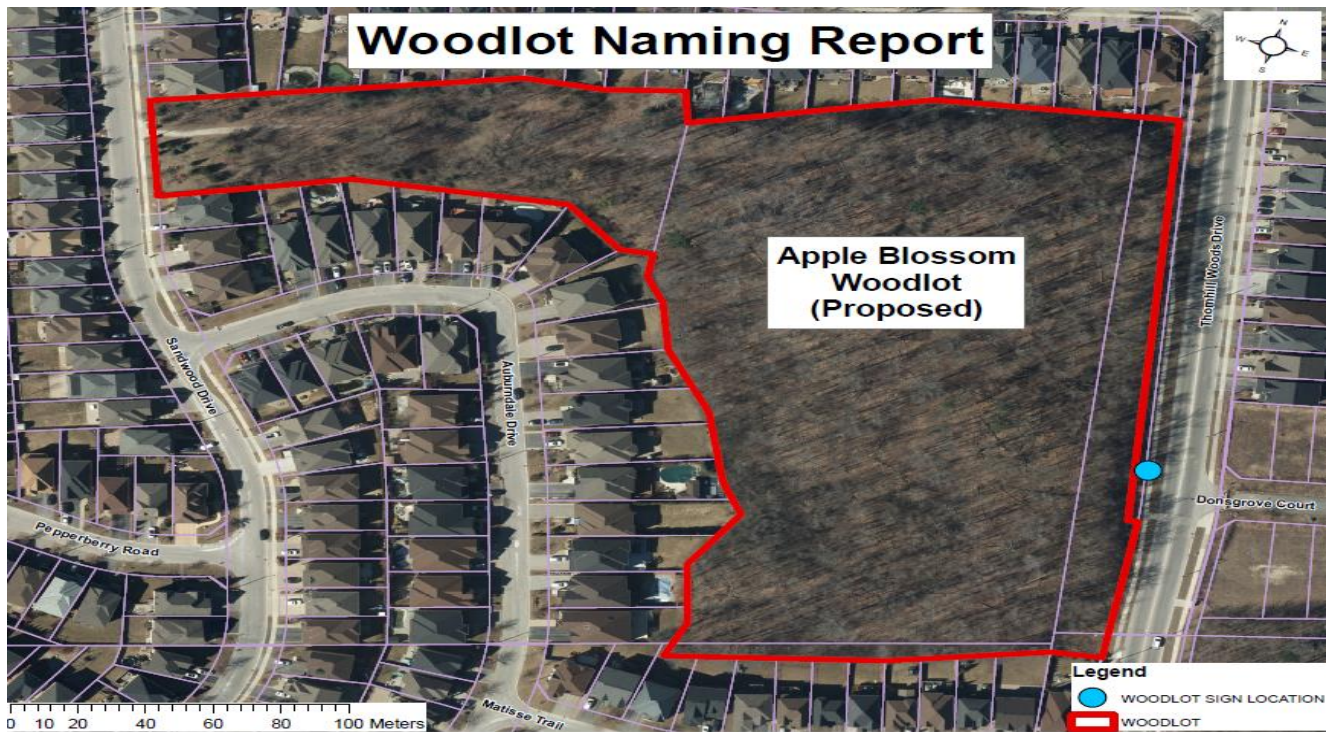 Woodlot Naming Report
N
W
E
S
Apple Blossom
Woodlot
(Proposed)
Thornhill Woods Drive
Sandwood Drive
Auburndale Drive
Donsgrove Court
Pepperberry Road
Matisse Trail
0 10 20 40 60 80 100 Meters
Legend
WOODLOT SIGN LOCATION
WOODLOT